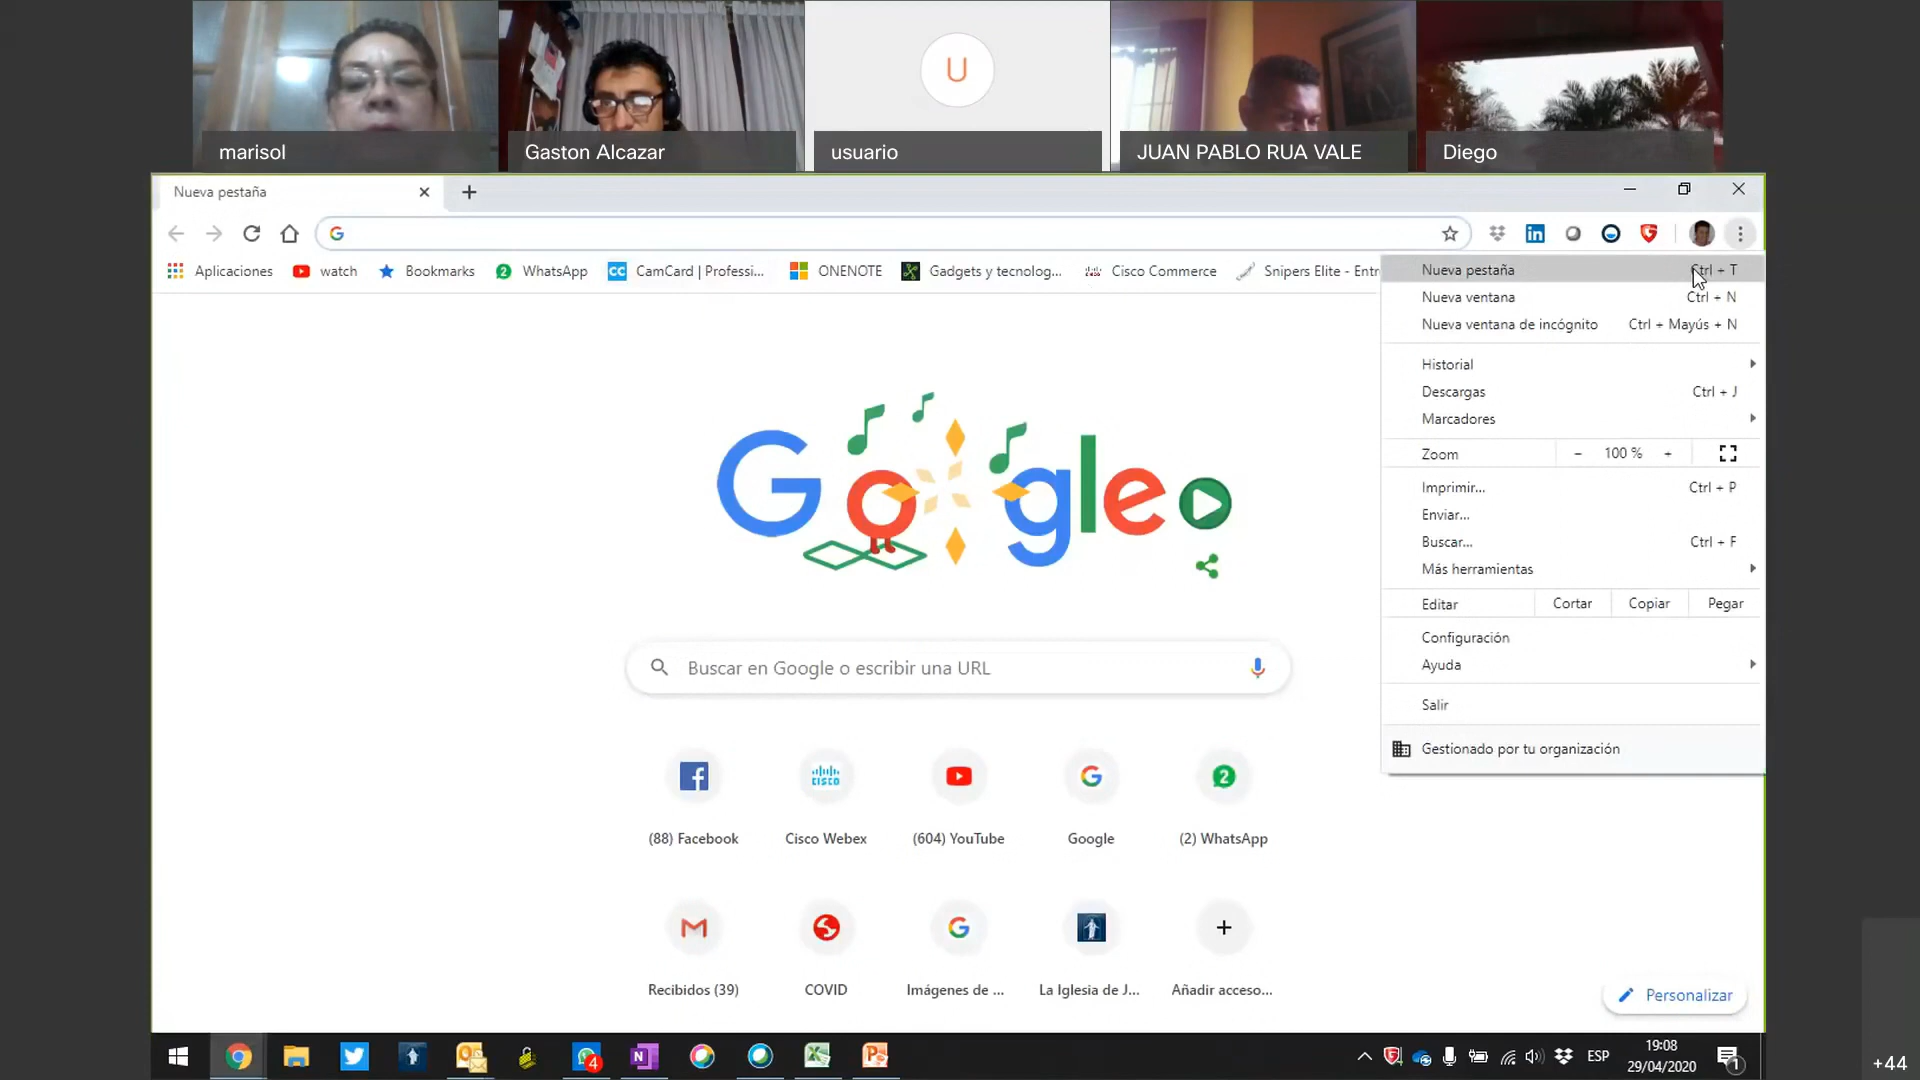 U
marisol
Gaston Alcazar
usuario
JUAN PABLO RUA VALE
Diego
Nueva pestaña
Aplicaciones
watch
Bookmarks
WhatsApp
CamCard | Professi...
ONENOTE
Gadgets y tecnolog...
Cisco Commerce
Snipers Elite - Entr
Nueva pestaña Ctrl + T
Nueva ventana Ctrl + N
Nueva ventana de incógnito Ctrl + Mayús + N
Historial
Descargas Ctrl + J
Marcadores
Zoom - 100 % +
Imprimir... Ctrl + P
Enviar...
Buscar... Ctrl + F
Más herramientas
Editar Cortar Copiar Pegar
Configuración
Ayuda
Salir
Gestionado por tu organización
Google
Buscar en Google o escribir una URL
(88) Facebook
Cisco Webex
(604) YouTube
Google
(2) WhatsApp
Recibidos (39)
COVID
Imágenes de ...
La Iglesia de J...
Añadir acceso...
Personalizar
ESP
19:08
29/04/2020
+44